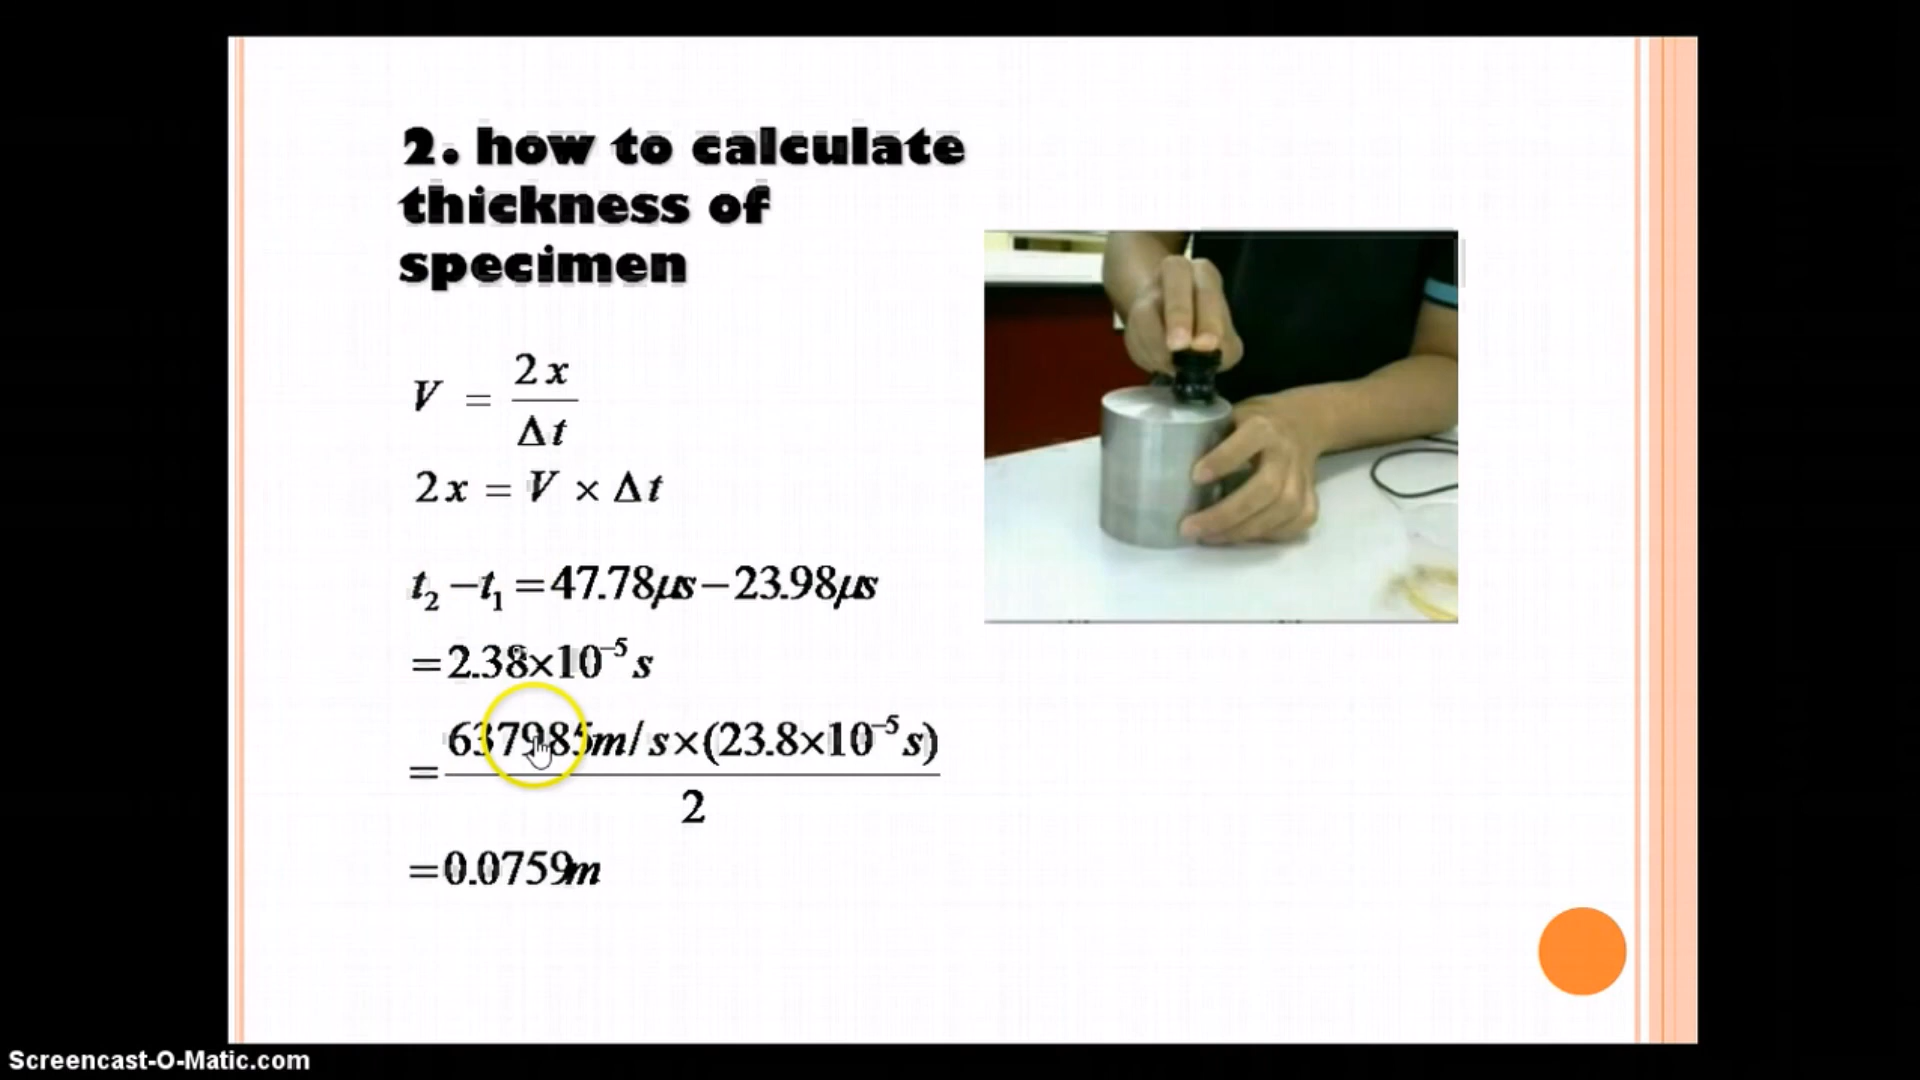 2. how to calculate
thickness of
specimen
V = 2x / Δt
2x = V × Δt
t₂ − t₁ = 47.78μs − 23.98μs
= 2.38×10⁻⁵ s
= 637985m/s×(23.8×10⁻⁵ s) / 2
= 0.0759m
Screencast-O-Matic.com